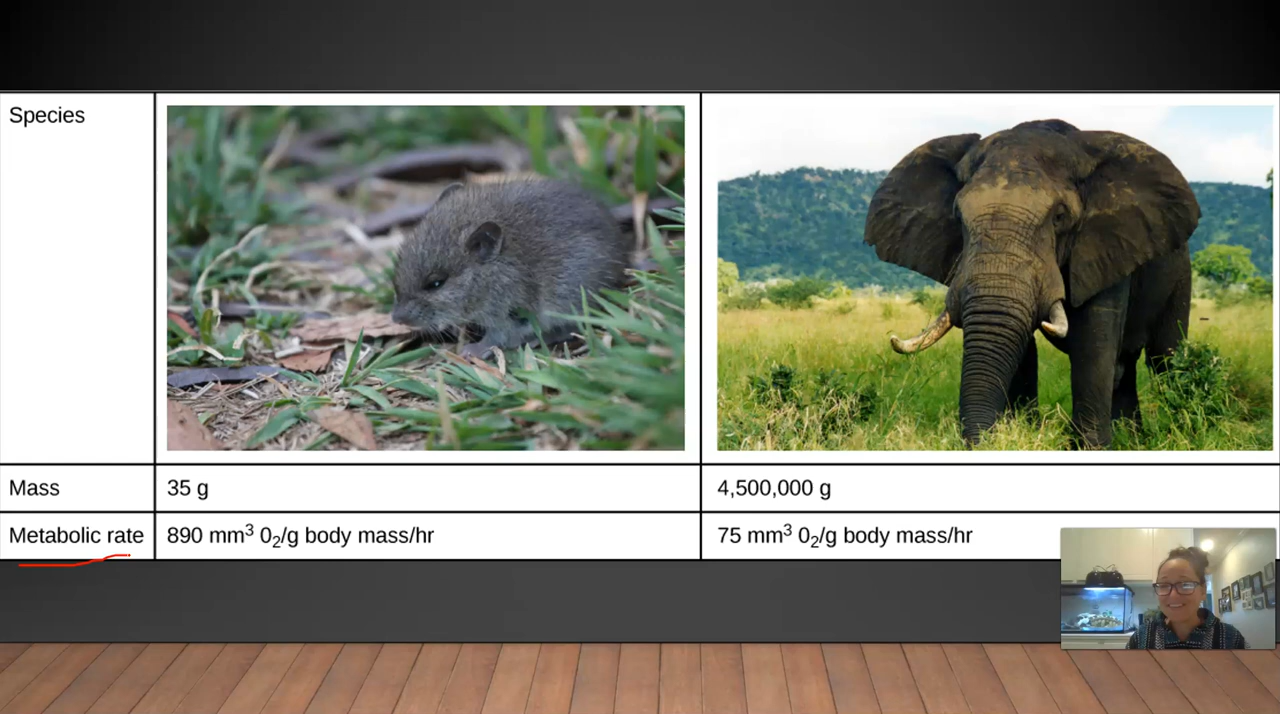 Species
Mass 35 g 4,500,000 g
Metabolic rate 890 mm³ 0₂/g body mass/hr 75 mm³ 0₂/g body mass/hr